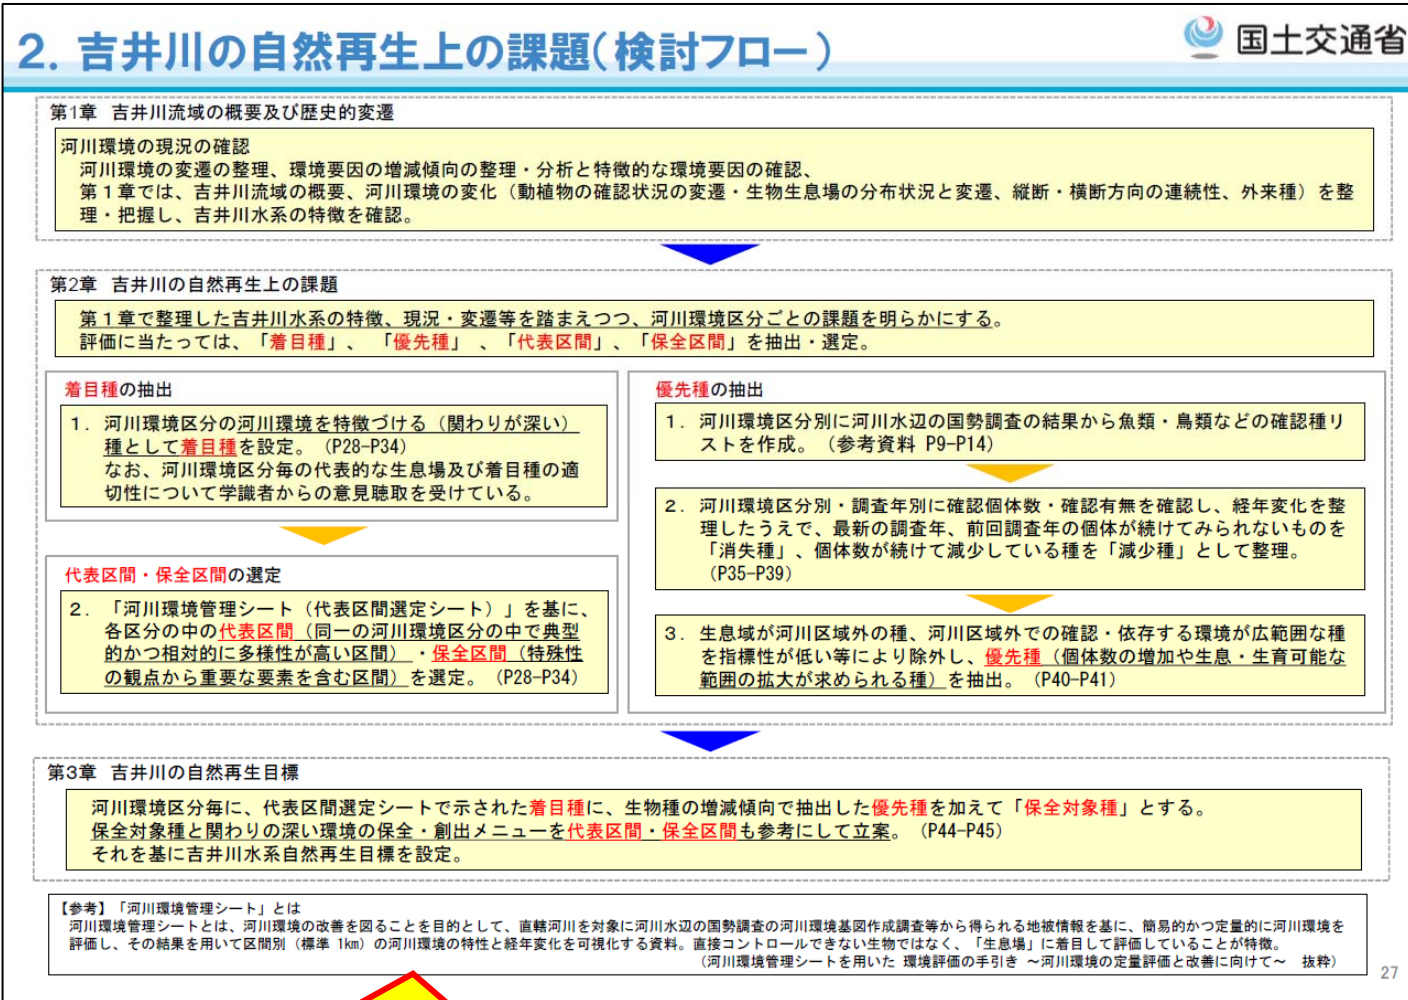 2. 吉井川の自然再生上の課題(検討フロー)
国土交通省
第1章 吉井川流域の概要及び歴史的変遷
河川環境の現況の確認
河川環境の変遷の整理、環境要因の増減傾向の整理・分析と特徴的な環境要因の確認、
第1章では、吉井川流域の概要、河川環境の変化（動植物の確認状況の変遷・生物生息場の分布状況と変遷、縦断・横断方向の連続性、外来種）を整
理・把握し、吉井川水系の特徴を確認。
第2章 吉井川の自然再生上の課題
第1章で整理した吉井川水系の特徴、現況・変遷等を踏まえつつ、河川環境区分ごとの課題を明らかにする。
評価に当たっては、「着目種」、「優先種」、「代表区間」、「保全区間」を抽出・選定。
着目種の抽出
1. 河川環境区分の河川環境を特徴づける（関わりが深い）
種として着目種を設定。（P28-P34）
なお、河川環境区分毎の代表的な生息場及び着目種の適
切性について学識者からの意見聴取を受けている。
代表区間・保全区間の選定
2. 「河川環境管理シート（代表区間選定シート）」を基に、
各区分の中の代表区間（同一の河川環境区分の中で典型
的かつ相対的に多様性が高い区間）・保全区間（特殊性
の観点から重要な要素を含む区間）を選定。（P28-P34）
優先種の抽出
1. 河川環境区分別に河川水辺の国勢調査の結果から魚類・鳥類などの確認種リ
ストを作成。（参考資料 P9-P14）
2. 河川環境区分別・調査年別に確認個体数・確認有無を確認し、経年変化を整
理したうえで、最新の調査年、前回調査年の個体が続けてみられないものを
「消失種」、個体数が続けて減少している種を「減少種」として整理。
（P35-P39）
3. 生息域が河川区域外の種、河川区域外での確認・依存する環境が広範囲な種
を指標性が低い等により除外し、優先種（個体数の増加や生息・生育可能な
範囲の拡大が求められる種）を抽出。（P40-P41）
第3章 吉井川の自然再生目標
河川環境区分毎に、代表区間選定シートで示された着目種に、生物種の増減傾向で抽出した優先種を加えて「保全対象種」とする。
保全対象種と関わりの深い環境の保全・創出メニューを代表区間・保全区間も参考にして立案。（P44-P45）
それを基に吉井川水系自然再生目標を設定。
【参考】「河川環境管理シート」とは
河川環境管理シートとは、河川環境の改善を図ることを目的として、直轄河川を対象に河川水辺の国勢調査の河川環境基図作成調査等から得られる地被情報を基に、簡易的かつ定量的に河川環境を
評価し、その結果を用いて区間別（標準 1km）の河川環境の特性と経年変化を可視化する資料。直接コントロールできない生物ではなく、「生息場」に着目して評価していることが特徴。
（河川環境管理シートを用いた 環境評価の手引き ～河川環境の定量評価と改善に向けて～ 抜粋）
27